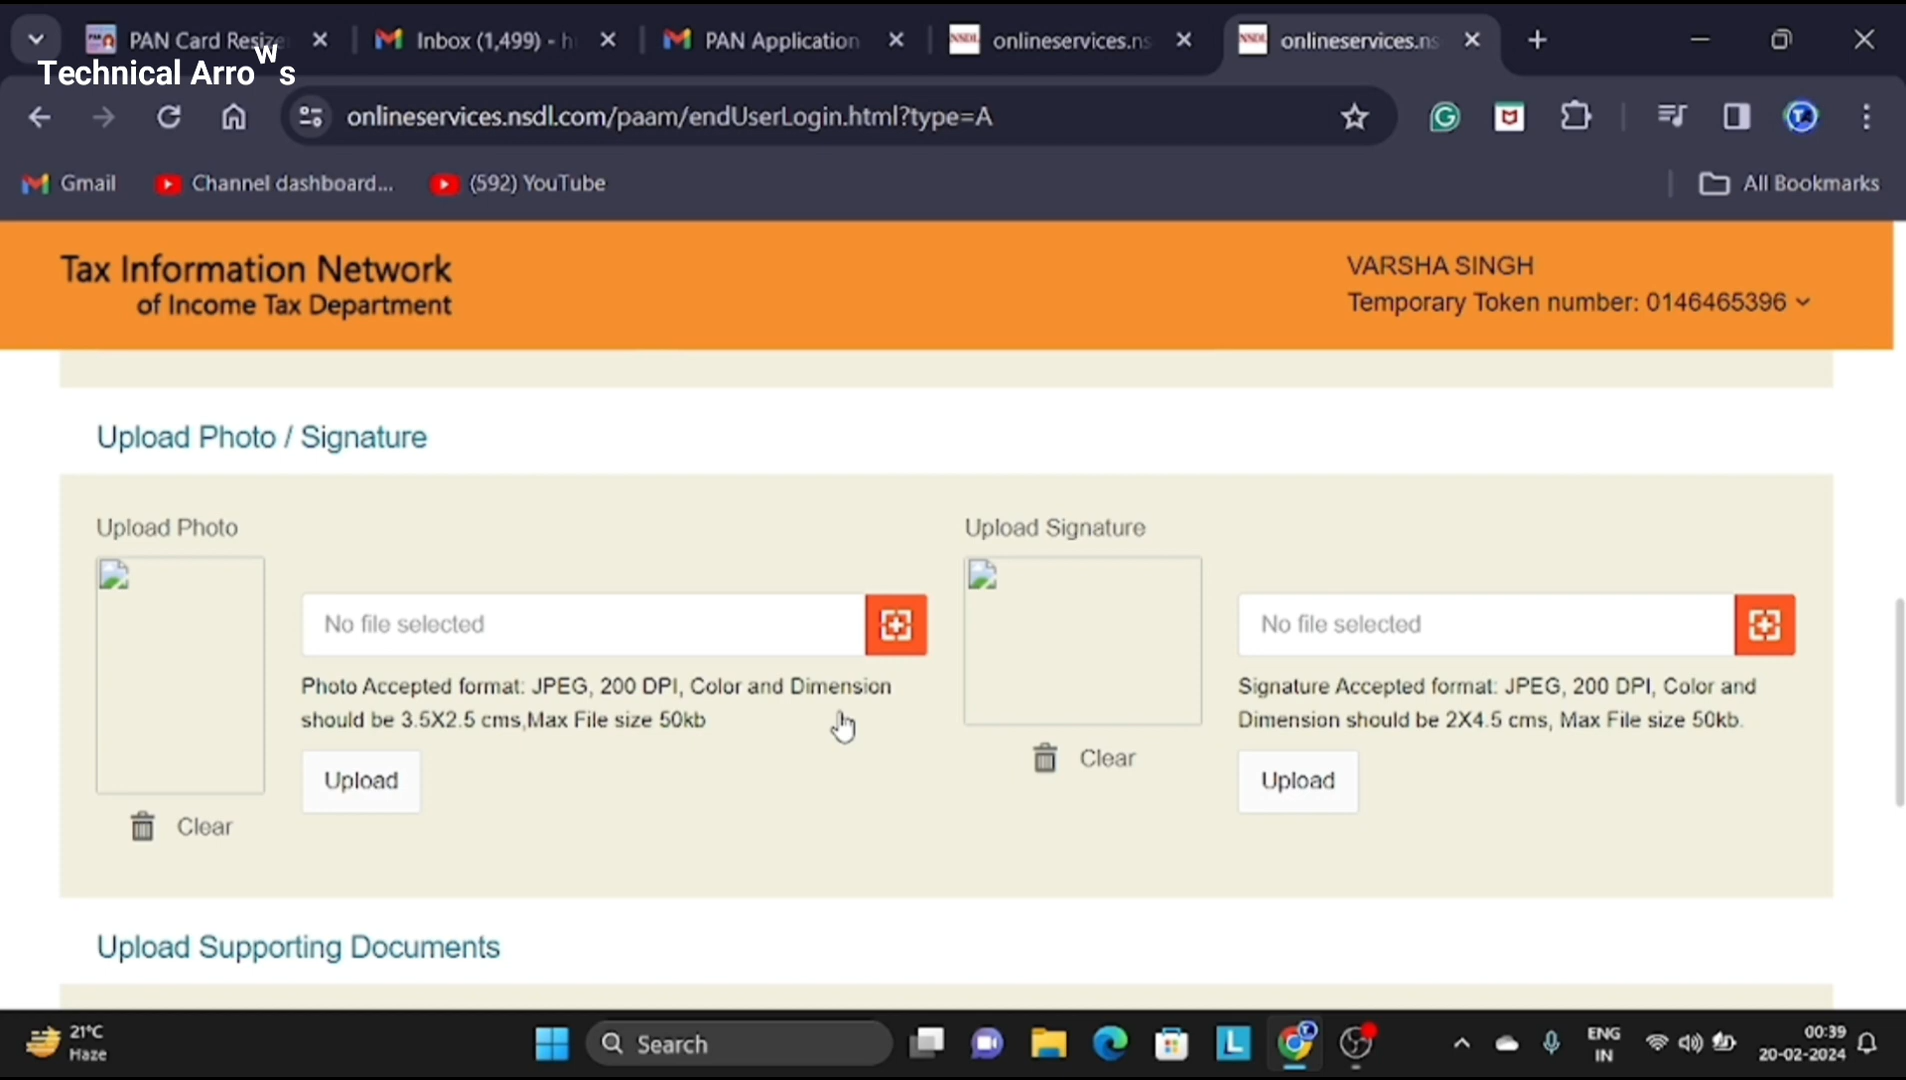 PAN Card Resize
Inbox (1,499) - h
PAN Application
onlineservices.ns
onlineservices.ns
Technical Arrows
onlineservices.nsdl.com/paam/endUserLogin.html?type=A
Gmail
Channel dashboard...
(592) YouTube
All Bookmarks
Tax Information Network
of Income Tax Department
VARSHA SINGH
Temporary Token number: 0146465396
Upload Photo / Signature
Upload Photo
Upload Signature
No file selected
No file selected
Photo Accepted format: JPEG, 200 DPI, Color and Dimension
should be 3.5X2.5 cms,Max File size 50kb
Signature Accepted format: JPEG, 200 DPI, Color and
Dimension should be 2X4.5 cms, Max File size 50kb.
Clear
Upload
Upload
Clear
Upload Supporting Documents
21°C
Haze
Search
L
ENG
IN
00:39
20-02-2024